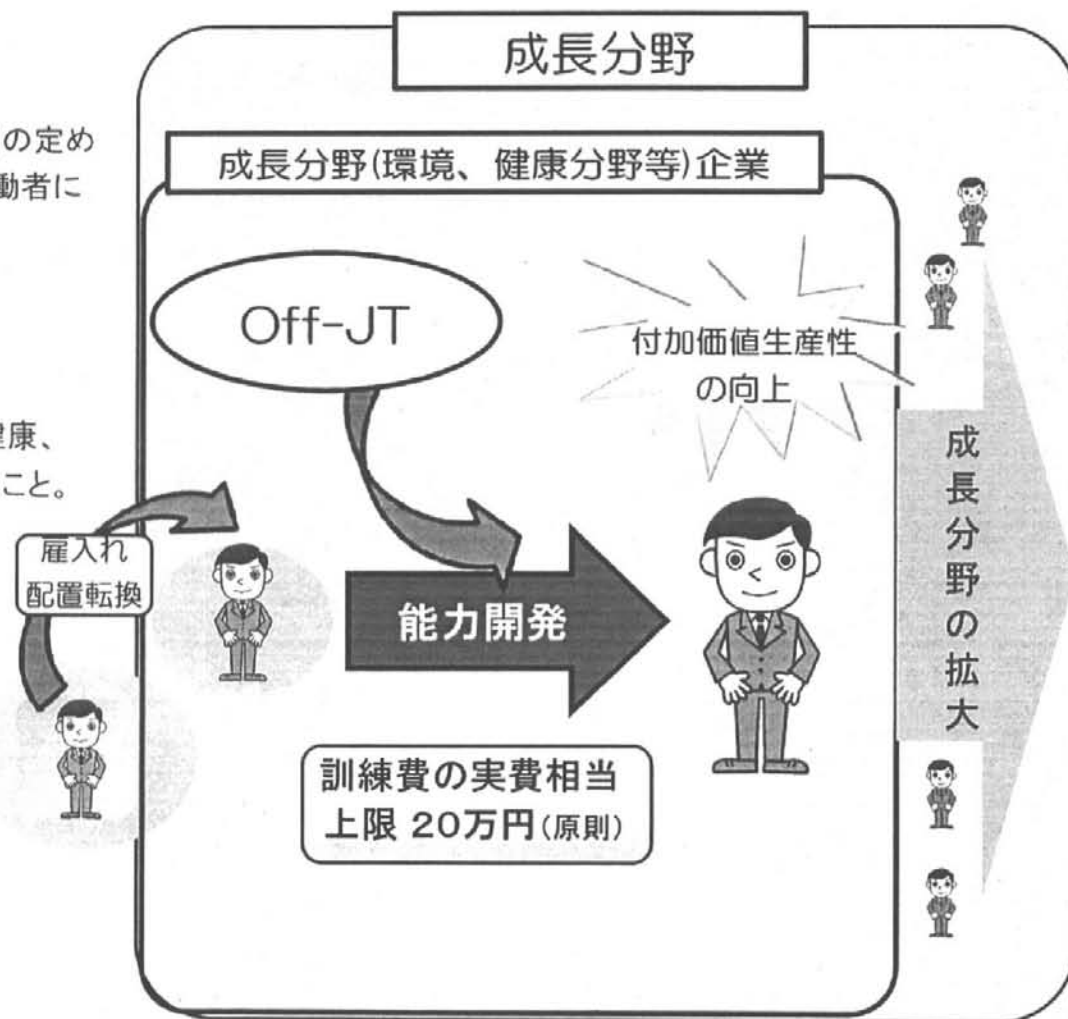 成長分野
の定め
働者に
成長分野(環境、健康分野等)企業
Off-JT
付加価値生産性
の向上
康、
こと。
雇入れ
配置転換
能力開発
成長分野の拡大
訓練費の実費相当
上限 20万円(原則)